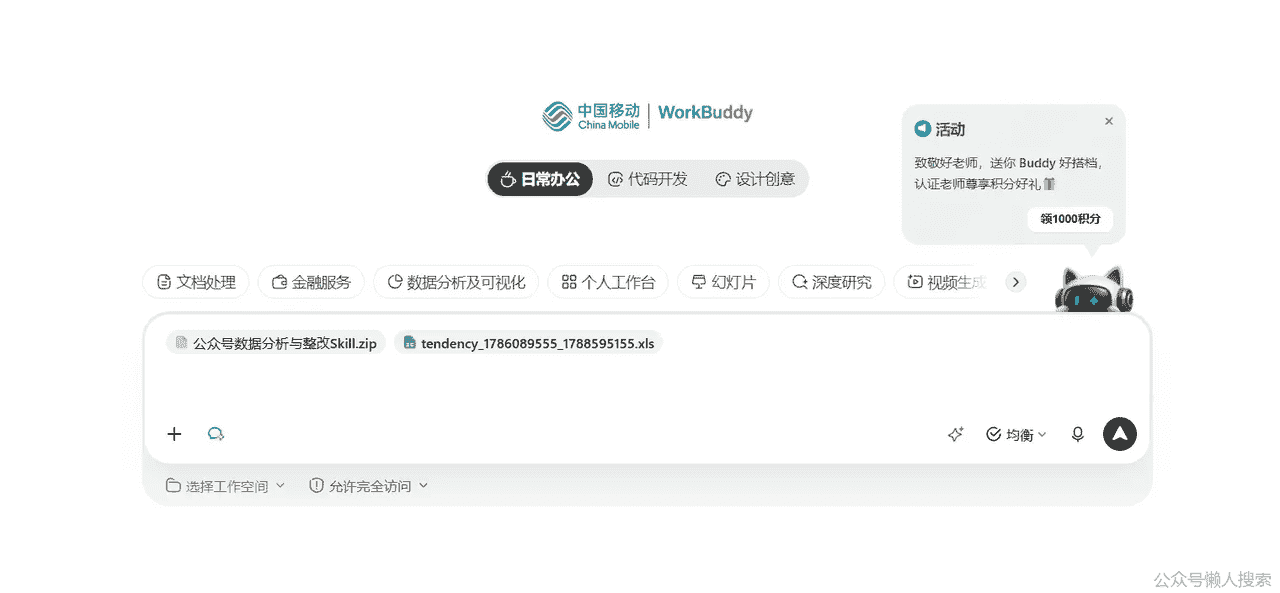 中国移动
China Mobile
WorkBuddy
活动
致敬好老师，送你 Buddy 好搭档，
认证老师尊享积分好礼
领1000积分
日常办公
代码开发
设计创意
文档处理
金融服务
数据分析及可视化
个人工作台
幻灯片
深度研究
视频生成
公众号数据分析与整改Skill.zip
tendency_1786089555_1788595155.xls
均衡
选择工作空间
允许完全访问
公众号懒人搜索